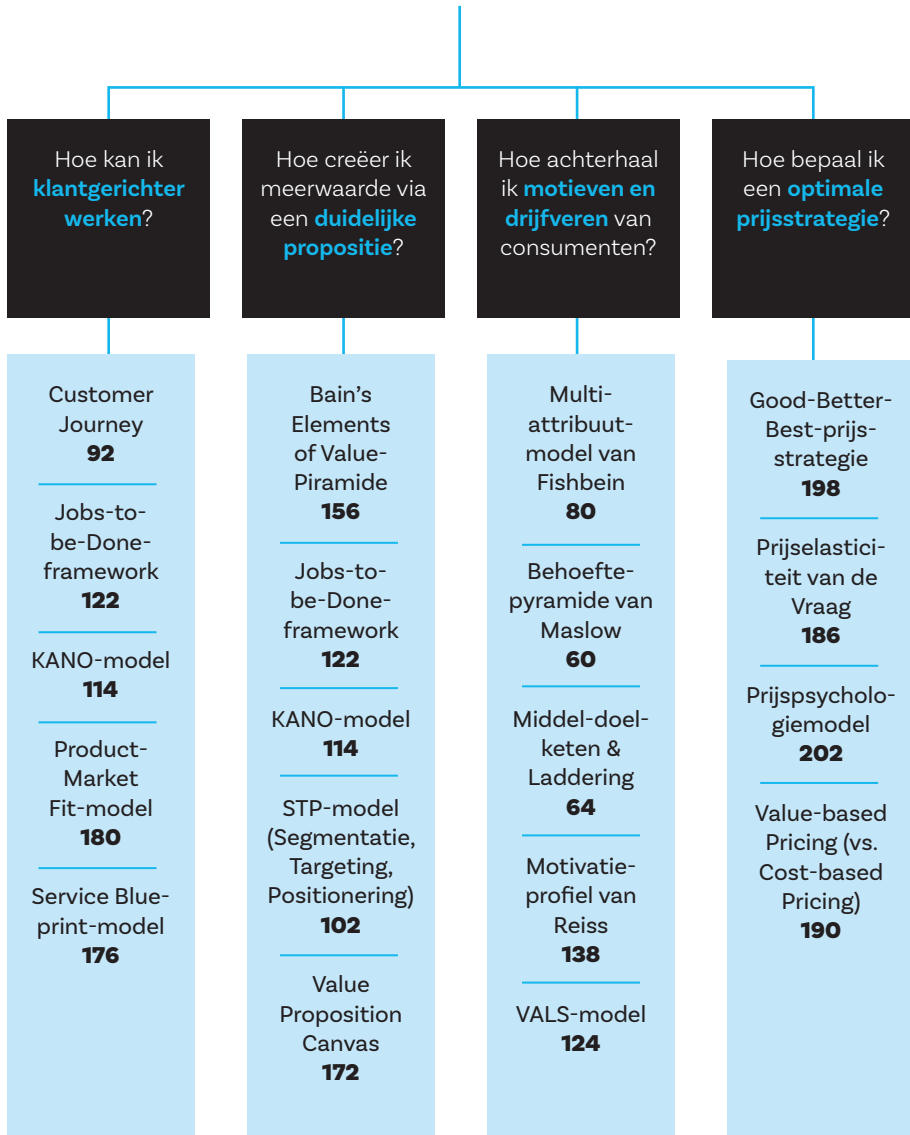 Hoe kan ik
klantgerichter
werken?
Customer
Journey
92
Jobs-to-
be-Done-
framework
122
KANO-model
114
Product-
Market
Fit-model
180
Service Blue-
print-model
176
Hoe creëer ik
meerwaarde via
een duidelijke
propositie?
Bain's
Elements
of Value-
Piramide
156
Jobs-to-
be-Done-
framework
122
KANO-model
114
STP-model
(Segmentatie,
Targeting,
Positionering)
102
Value
Proposition
Canvas
172
Hoe achterhaal
ik motieven en
drijfveren van
consumenten?
Multi-
attribuut-
model van
Fishbein
80
Behoefte-
pyramide van
Maslow
60
Middel-doel-
keten &
Laddering
64
Motivatie-
profiel van
Reiss
138
VALS-model
124
Hoe bepaal ik
een optimale
prijsstrategie?
Good-Better-
Best-prijs-
strategie
198
Prijselastici-
teit van de
Vraag
186
Prijspsycholo-
giemodel
202
Value-based
Pricing (vs.
Cost-based
Pricing)
190